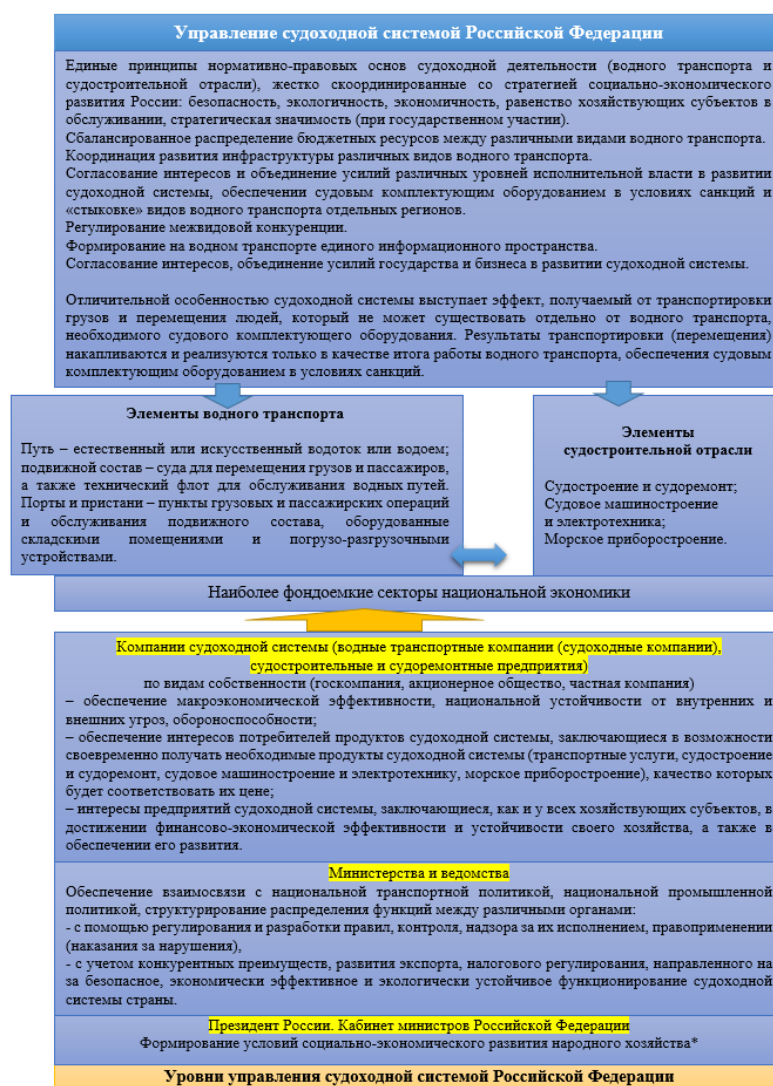 Управление судоходной системой Российской Федерации
Единые принципы нормативно-правовых основ судоходной деятельности (водного транспорта и
судостроительной отрасли), жестко скоординированные со стратегией социально-экономического
развития России: безопасность, экологичность, экономичность, равенство хозяйствующих субъектов в
обслуживании, стратегическая значимость (при государственном участии).
Сбалансированное распределение бюджетных ресурсов между различными видами водного транспорта.
Координация развития инфраструктуры различных видов водного транспорта.
Согласование интересов и объединение усилий различных уровней исполнительной власти в развитии
судоходной системы, обеспечении судовым комплектующим оборудованием в условиях санкций и
«стыковке» видов водного транспорта отдельных регионов.
Регулирование межвидовой конкуренции.
Формирование на водном транспорте единого информационного пространства.
Согласование интересов, объединение усилий государства и бизнеса в развитии судоходной системы.
Отличительной особенностью судоходной системы выступает эффект, получаемый от транспортировки
грузов и перемещения людей, который не может существовать отдельно от водного транспорта,
необходимого судового комплектующего оборудования. Результаты транспортировки (перемещения)
накапливаются и реализуются только в качестве итога работы водного транспорта, обеспечения судовым
комплектующим оборудованием в условиях санкций.
Элементы водного транспорта
Путь – естественный или искусственный водоток или водоем;
подвижной состав – суда для перемещения грузов и пассажиров,
а также технический флот для обслуживания водных путей.
Порты и пристани – пункты грузовых и пассажирских операций
и обслуживания подвижного состава, оборудованные
складскими помещениями и погрузо-разгрузочными
устройствами.
Элементы
судостроительной отрасли
Судостроение и судоремонт;
Судовое машиностроение
и электротехника;
Морское приборостроение.
Наиболее фондоемкие секторы национальной экономики
Компании судоходной системы (водные транспортные компании (судоходные компании),
судостроительные и судоремонтные предприятия)
по видам собственности (госкомпания, акционерное общество, частная компания)
– обеспечение макроэкономической эффективности, национальной устойчивости от внутренних и
внешних угроз, обороноспособности;
– обеспечение интересов потребителей продуктов судоходной системы, заключающиеся в возможности
своевременно получать необходимые продукты судоходной системы (транспортные услуги, судостроение
и судоремонт, судовое машиностроение и электротехнику, морское приборостроение), качество которых
будет соответствовать их цене;
– интересы предприятий судоходной системы, заключающиеся, как и у всех хозяйствующих субъектов, в
достижении финансово-экономической эффективности и устойчивости своего хозяйства, а также в
обеспечении его развития.
Министерства и ведомства
Обеспечение взаимосвязи с национальной транспортной политикой, национальной промышленной
политикой, структурирование распределения функций между различными органами:
- с помощью регулирования и разработки правил, контроля, надзора за их исполнением, правоприменении
(наказания за нарушения),
- с учетом конкурентных преимуществ, развития экспорта, налогового регулирования, направленного на
за безопасное, экономически эффективное и экологически устойчивое функционирование судоходной
системы страны.
Президент России. Кабинет министров Российской Федерации
Формирование условий социально-экономического развития народного хозяйства*
Уровни управления судоходной системой Российской Федерации